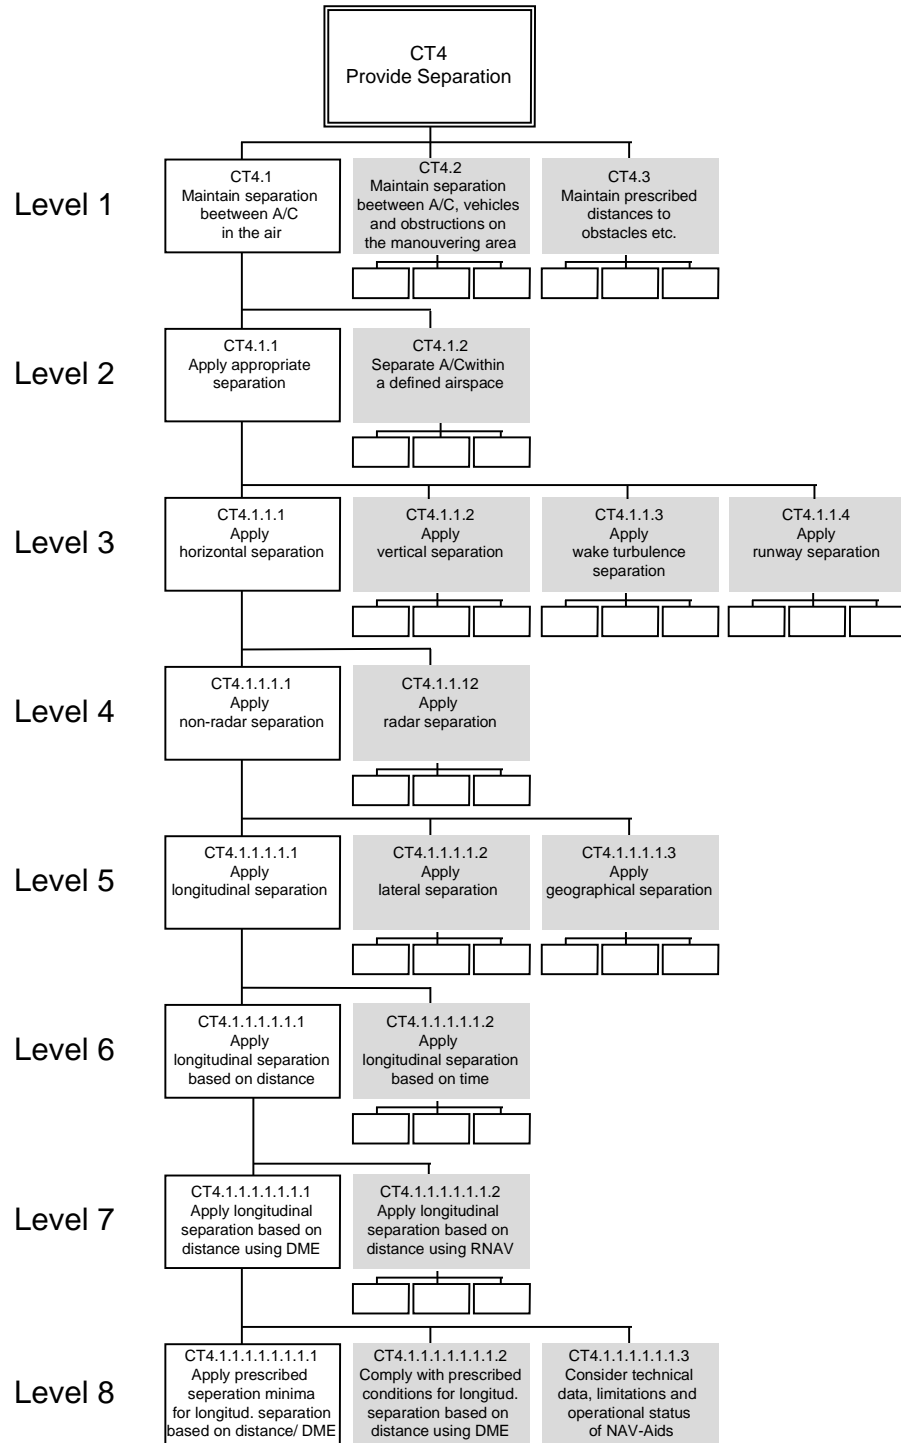 CT4
Provide Separation
Level 1
CT4.1
Maintain separation
beetween A/C
in the air
CT4.2
Maintain separation
beetween A/C, vehicles
and obstructions on
the manouvering area
CT4.3
Maintain prescribed
distances to
obstacles etc.
Level 2
CT4.1.1
Apply appropriate
separation
CT4.1.2
Separate A/Cwithin
a defined airspace
Level 3
CT4.1.1.1
Apply
horizontal separation
CT4.1.1.2
Apply
vertical separation
CT4.1.1.3
Apply
wake turbulence
separation
CT4.1.1.4
Apply
runway separation
Level 4
CT4.1.1.1.1
Apply
non-radar separation
CT4.1.1.12
Apply
radar separation
Level 5
CT4.1.1.1.1.1
Apply
longitudinal separation
CT4.1.1.1.1.2
Apply
lateral separation
CT4.1.1.1.1.3
Apply
geographical separation
Level 6
CT4.1.1.1.1.1.1
Apply
longitudinal separation
based on distance
CT4.1.1.1.1.1.2
Apply
longitudinal separation
based on time
Level 7
CT4.1.1.1.1.1.1.1
Apply longitudinal
separation based on
distance using DME
CT4.1.1.1.1.1.1.2
Apply longitudinal
separation based on
distance using RNAV
Level 8
CT4.1.1.1.1.1.1.1.1
Apply prescribed
seperation minima
for longitud. separation
based on distance/ DME
CT4.1.1.1.1.1.1.1.2
Comply with prescribed
conditions for longitud.
separation based on
distance using DME
CT4.1.1.1.1.1.1.3
Consider technical
data, limitations and
operational status
of NAV-Aids